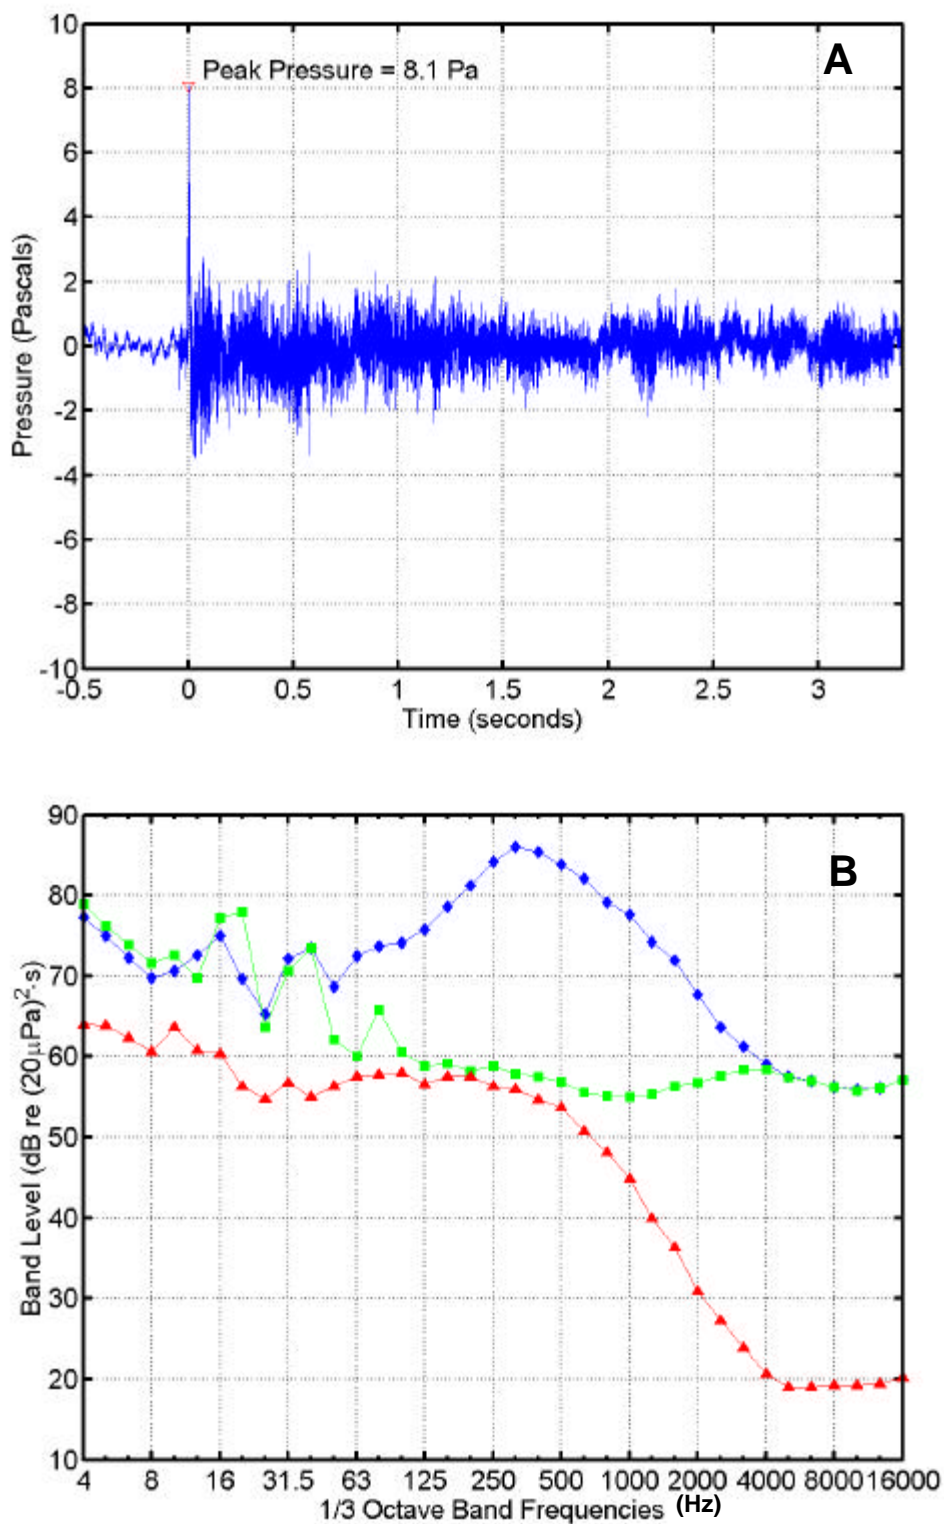 A
Peak Pressure = 8.1 Pa
10
8
6
4
2
0
-2
-4
-6
-8
-10
Pressure (Pascals)
-0.5 0 0.5 1 1.5 2 2.5 3
Time (seconds)
B
90
80
70
60
50
40
30
20
10
Band Level (dB re (20μPa)²·s)
4 8 16 31.5 63 125 250 500 1000 2000 4000 8000 16000
1/3 Octave Band Frequencies (Hz)